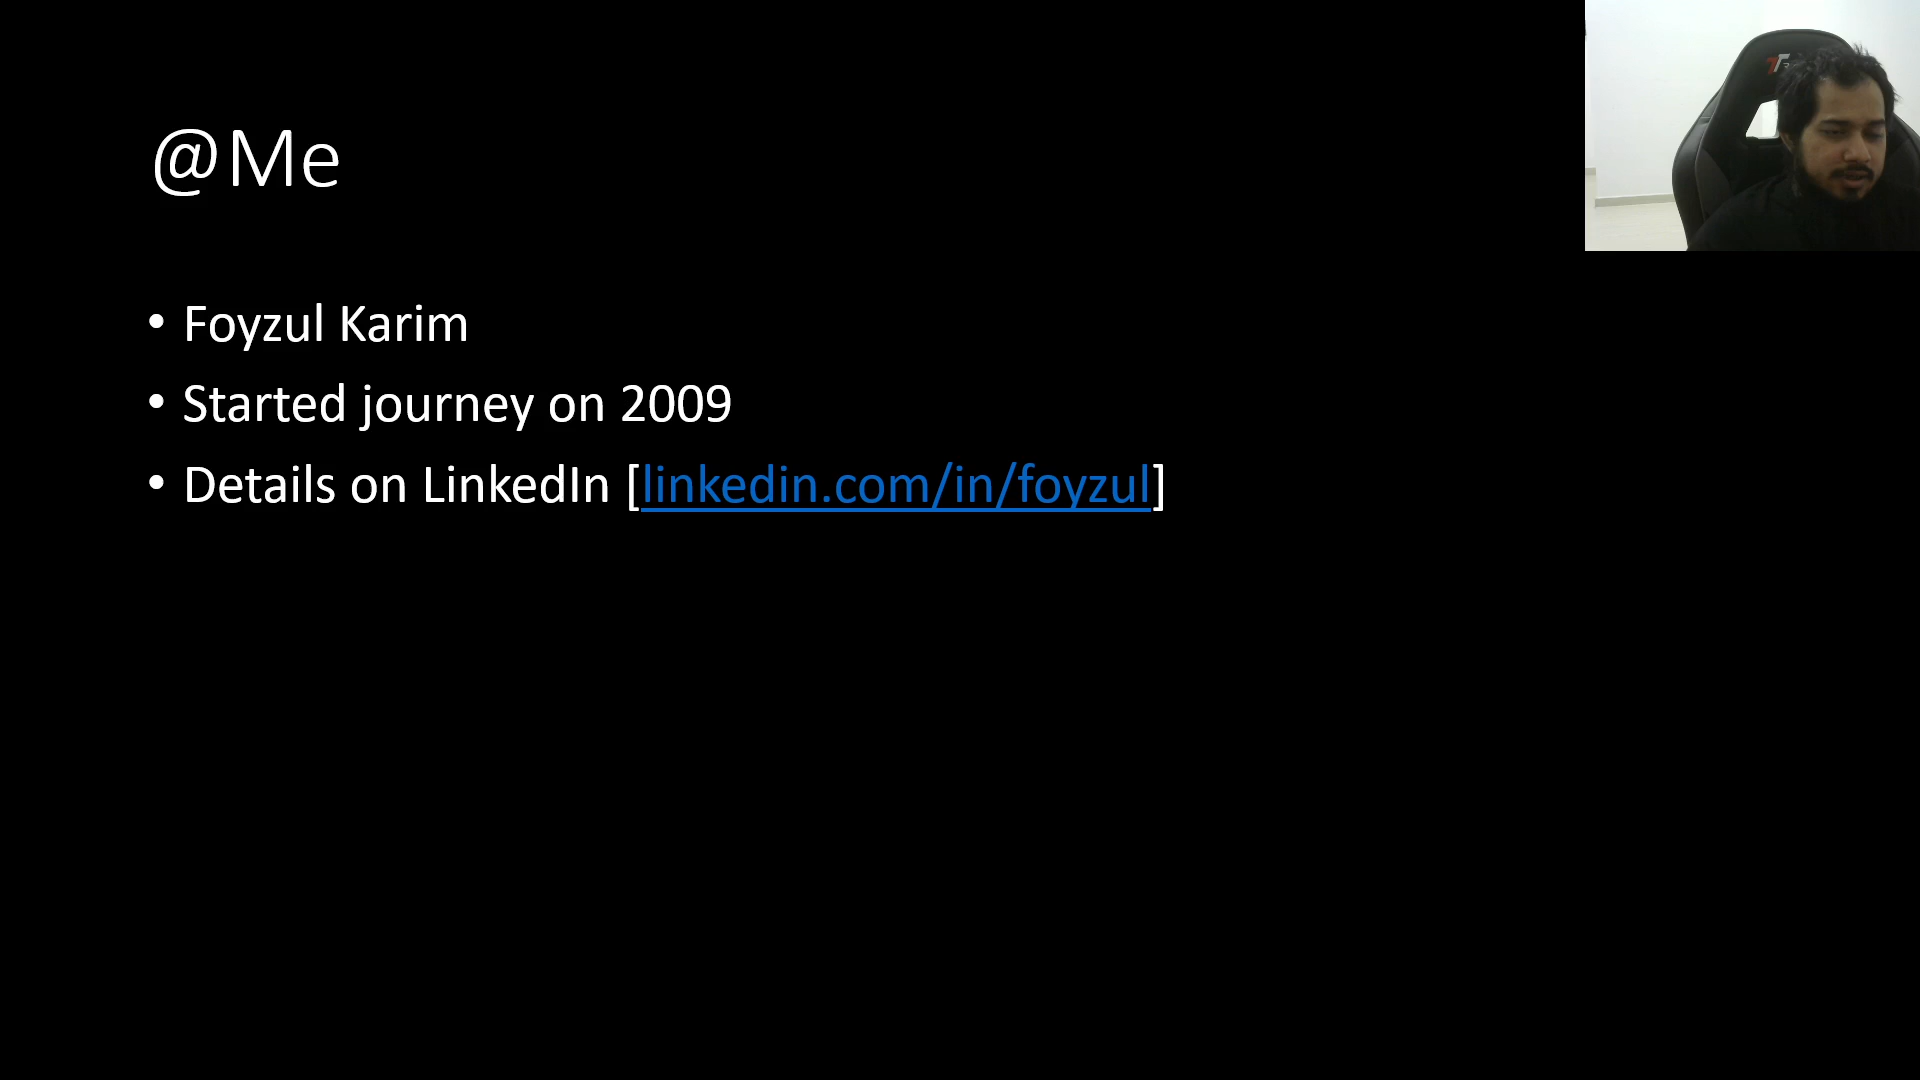 @Me
• Foyzul Karim
• Started journey on 2009
• Details on LinkedIn [linkedin.com/in/foyzul]